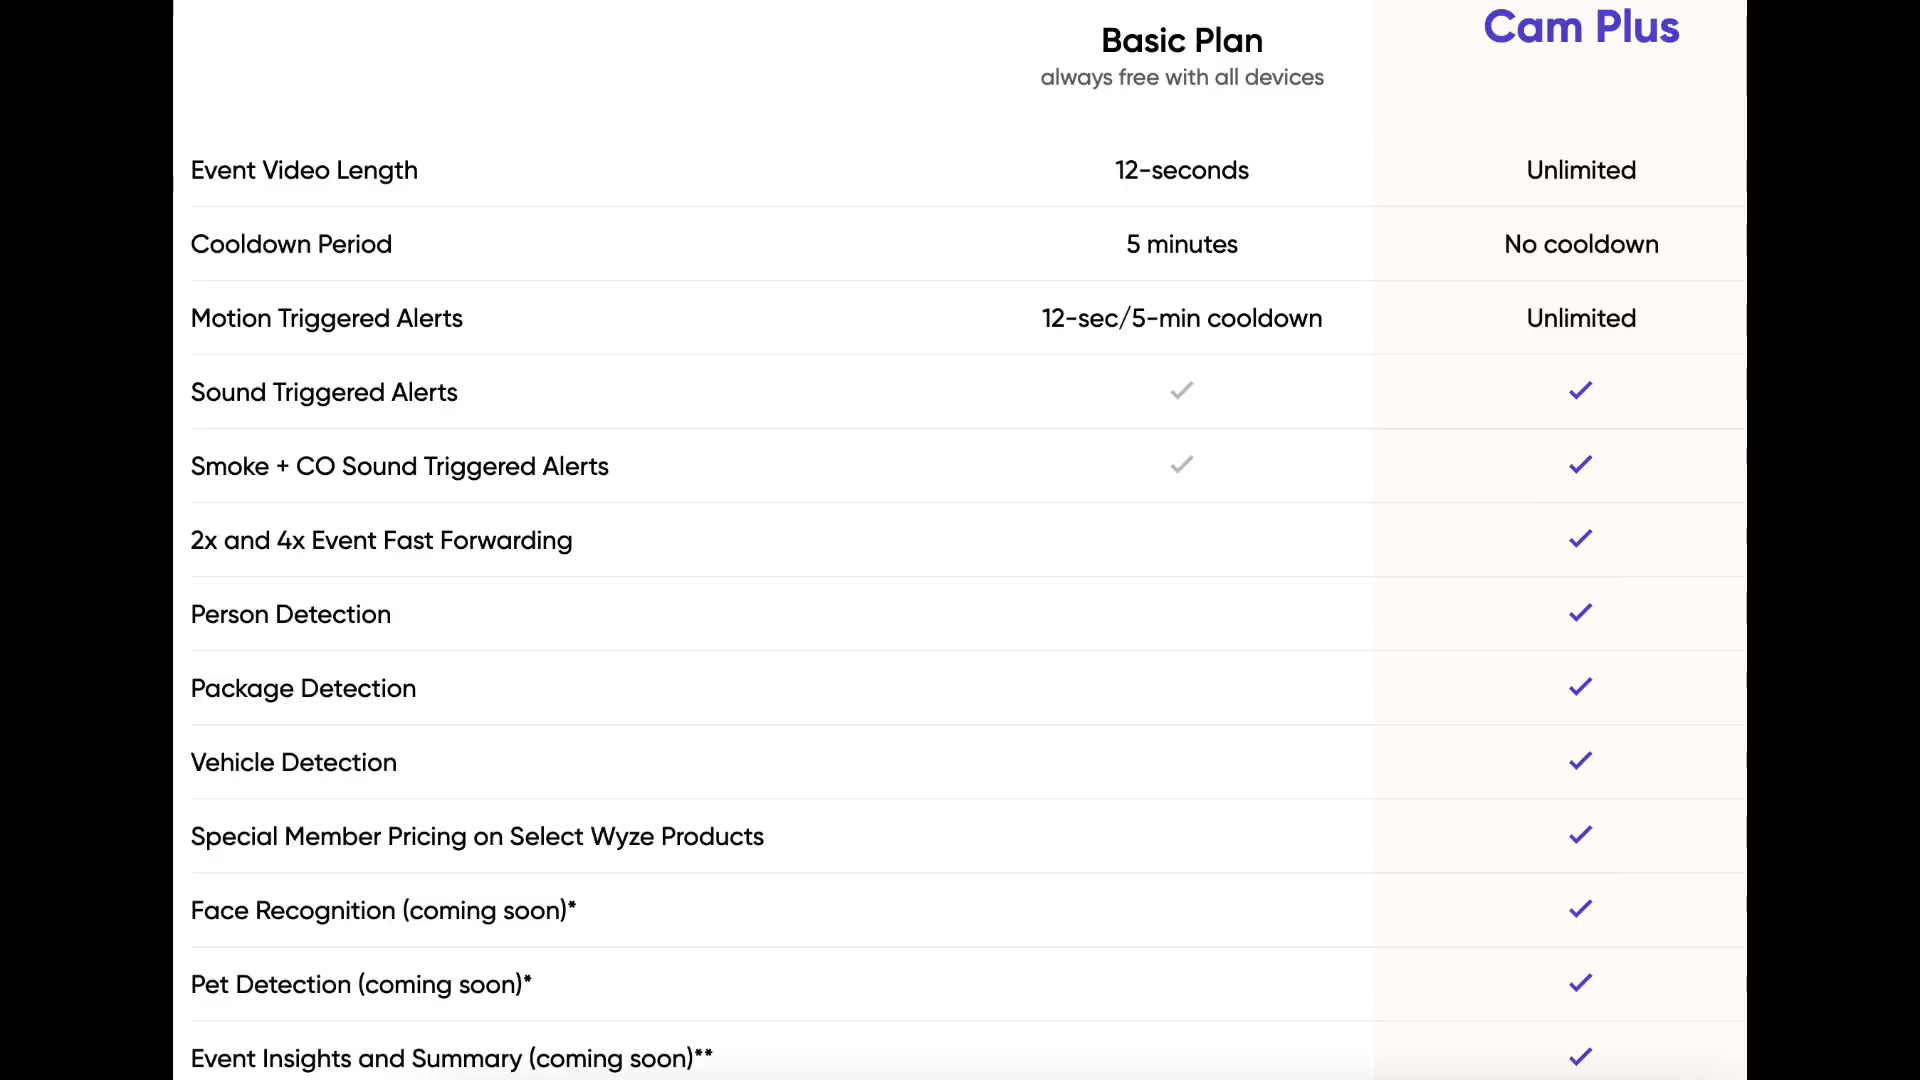 Basic Plan
always free with all devices
Cam Plus
Event Video Length 12-seconds Unlimited
Cooldown Period 5 minutes No cooldown
Motion Triggered Alerts 12-sec/5-min cooldown Unlimited
Sound Triggered Alerts
Smoke + CO Sound Triggered Alerts
2x and 4x Event Fast Forwarding
Person Detection
Package Detection
Vehicle Detection
Special Member Pricing on Select Wyze Products
Face Recognition (coming soon)*
Pet Detection (coming soon)*
Event Insights and Summary (coming soon)**